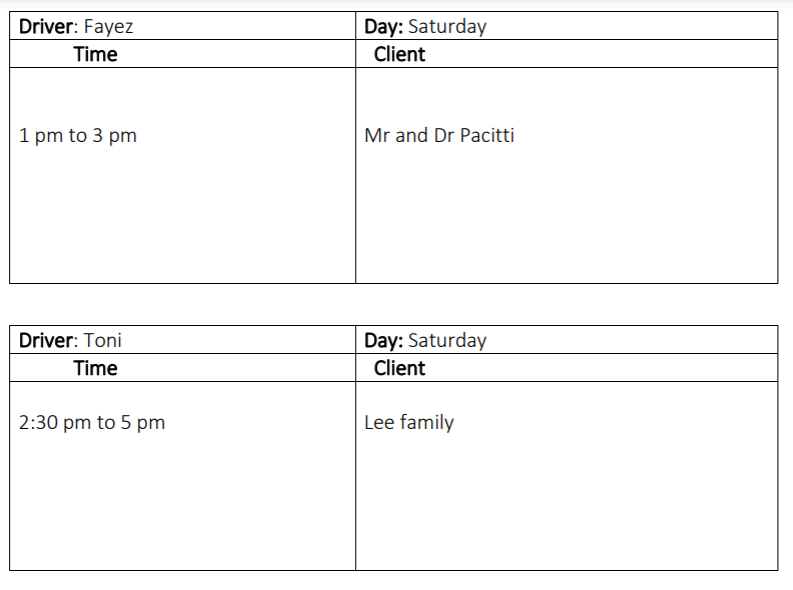 Driver: Fayez Day: Saturday
Time Client
1 pm to 3 pm Mr and Dr Pacitti
Driver: Toni Day: Saturday
Time Client
2:30 pm to 5 pm Lee family